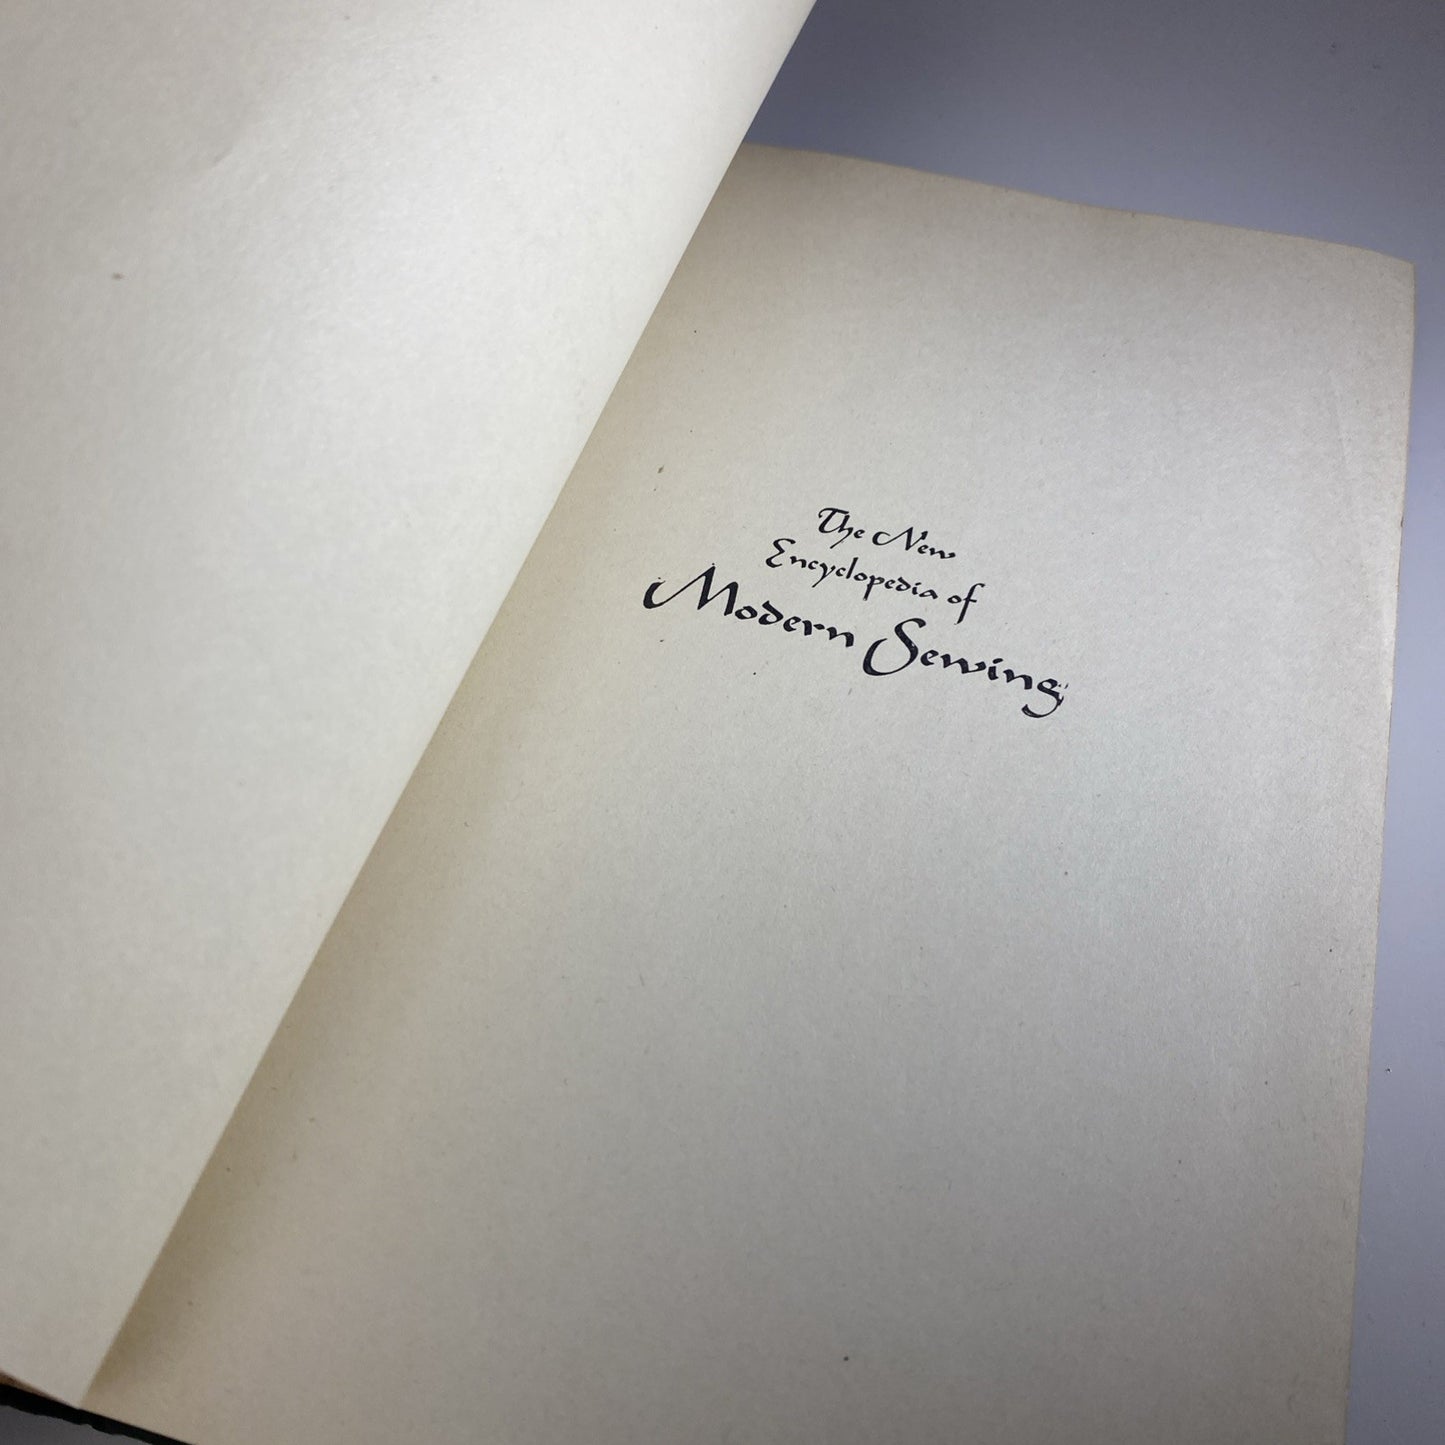 The New
Encyclopedia of
Modern Sewing